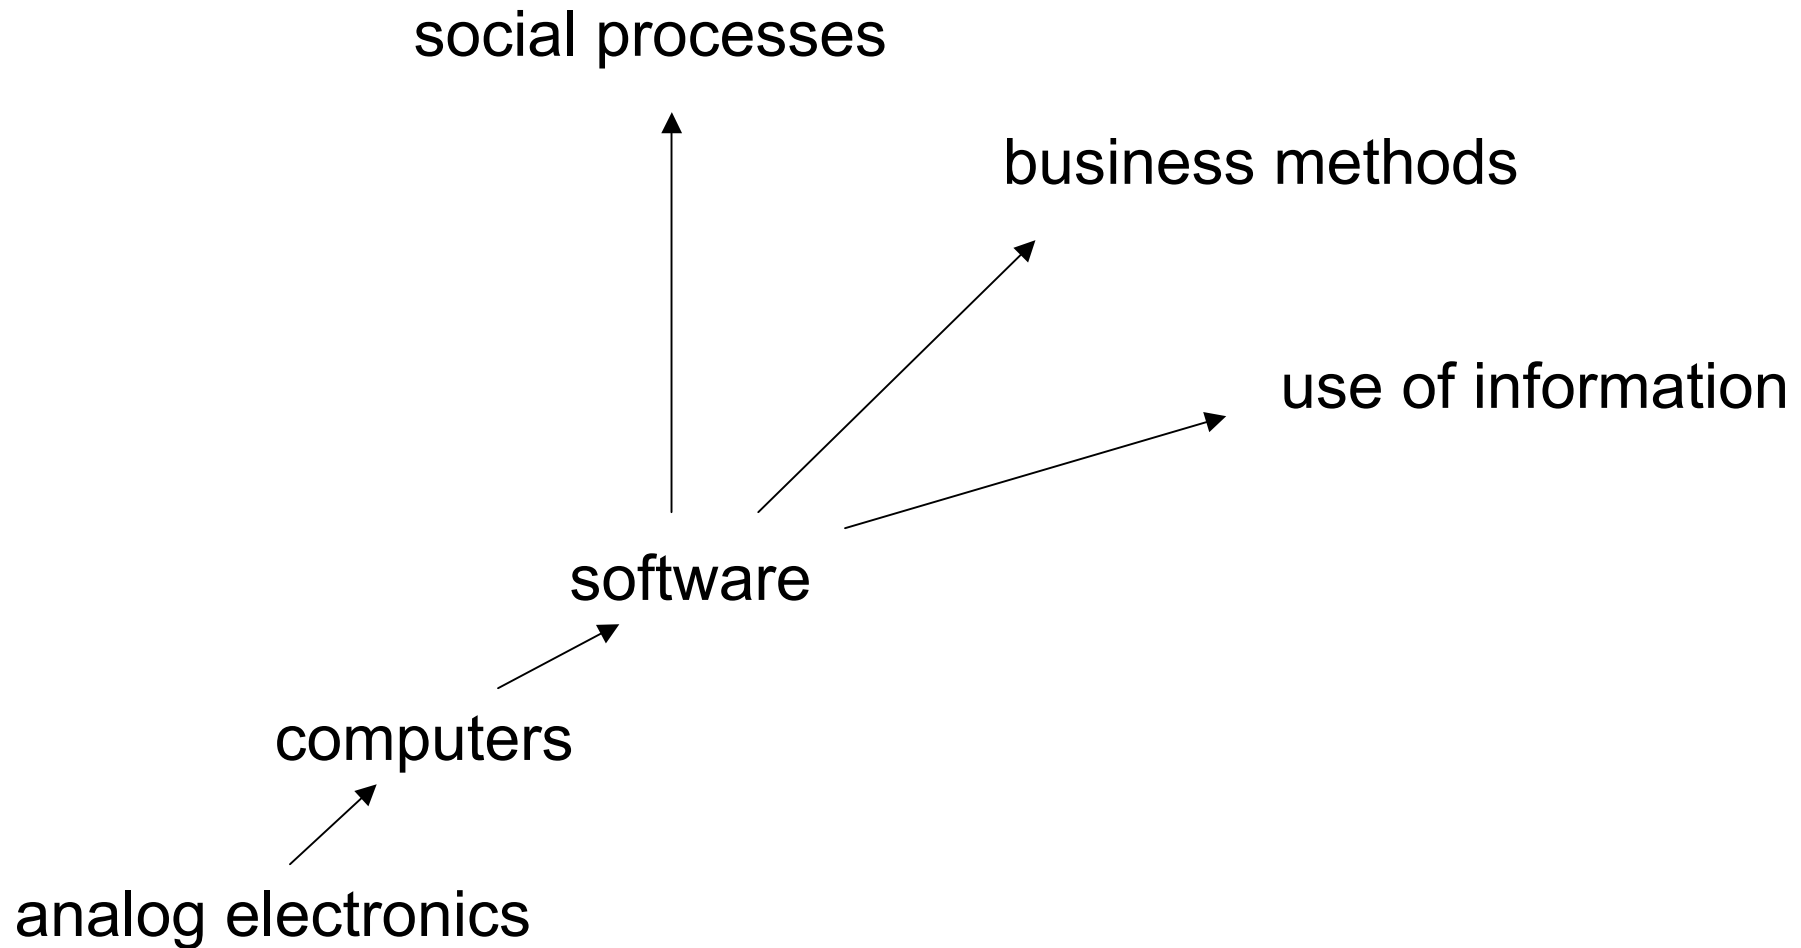 social processes
business methods
use of information
software
computers
analog electronics